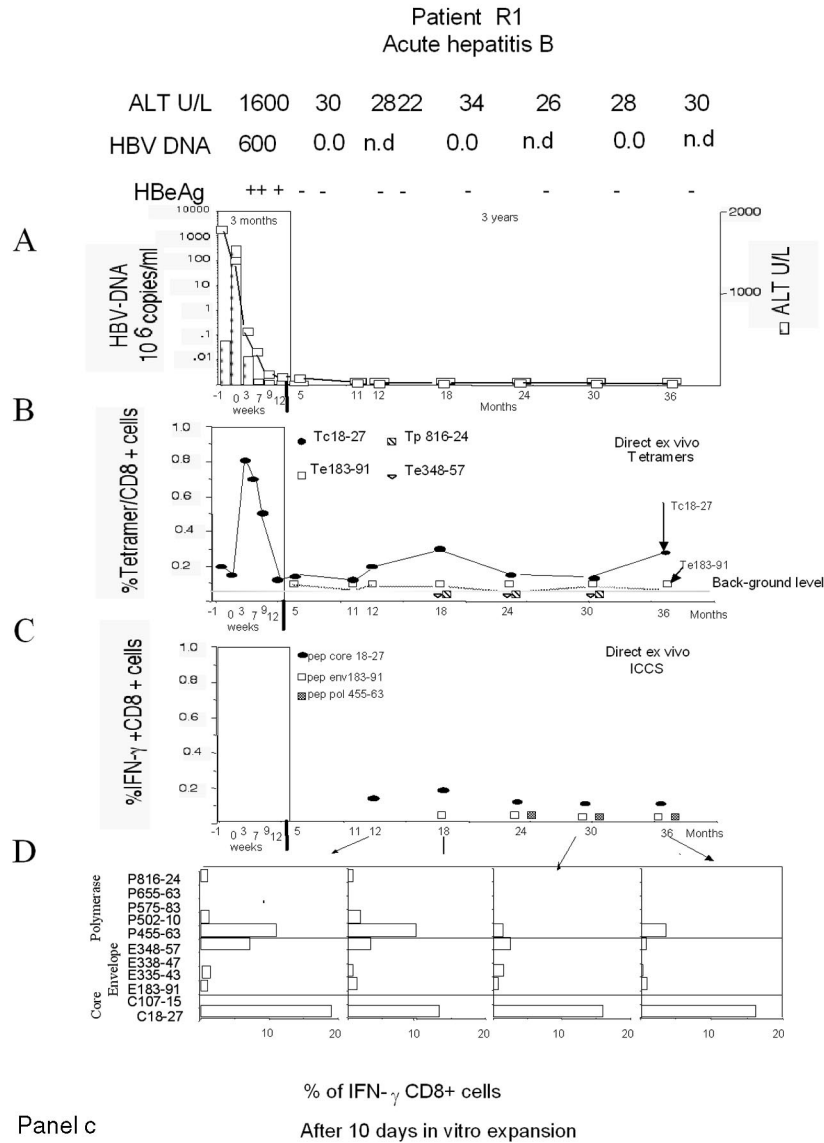 Patient R1
Acute hepatitis B
ALT U/L 1600 30 28 22 34 26 28 30
HBV DNA 600 0.0 n.d 0.0 n.d 0.0 n.d
HBeAg ++ + - - - - - - - -
A
HBV-DNA
10 6 copies/ml
10000
1000
100
10
1
.1
.01
3 months
3 years
2000
1000
ALT U/L
-1 0 3 7 9 12 5 11 12 18 24 30 36
weeks
Months
B
%Tetramer/CD8 + cells
1.0
0.8
0.6
0.4
0.2
Tc18-27
Tp 816-24
Te183-91
Te348-57
Direct ex vivo
Tetramers
Tc18-27
Te183-91
Back-ground level
-1 0 3 7 9 12 5 11 12 18 24 30 36
weeks
Months
C
%IFN-γ +CD8 + cells
1.0
0.8
0.6
0.4
0.2
pep core 18-27
pep env183-91
pep pol 455-63
Direct ex vivo
ICCS
-1 0 3 7 9 12 5 11 12 18 24 30 36 Months
weeks
D
Polymerase
P816-24
P655-63
P575-83
P502-10
P455-63
Envelope
E348-57
E338-47
E335-43
E183-91
Core
C107-15
C18-27
10 20 10 20 10 20 10 20
% of IFN-γ CD8+ cells
Panel c
After 10 days in vitro expansion